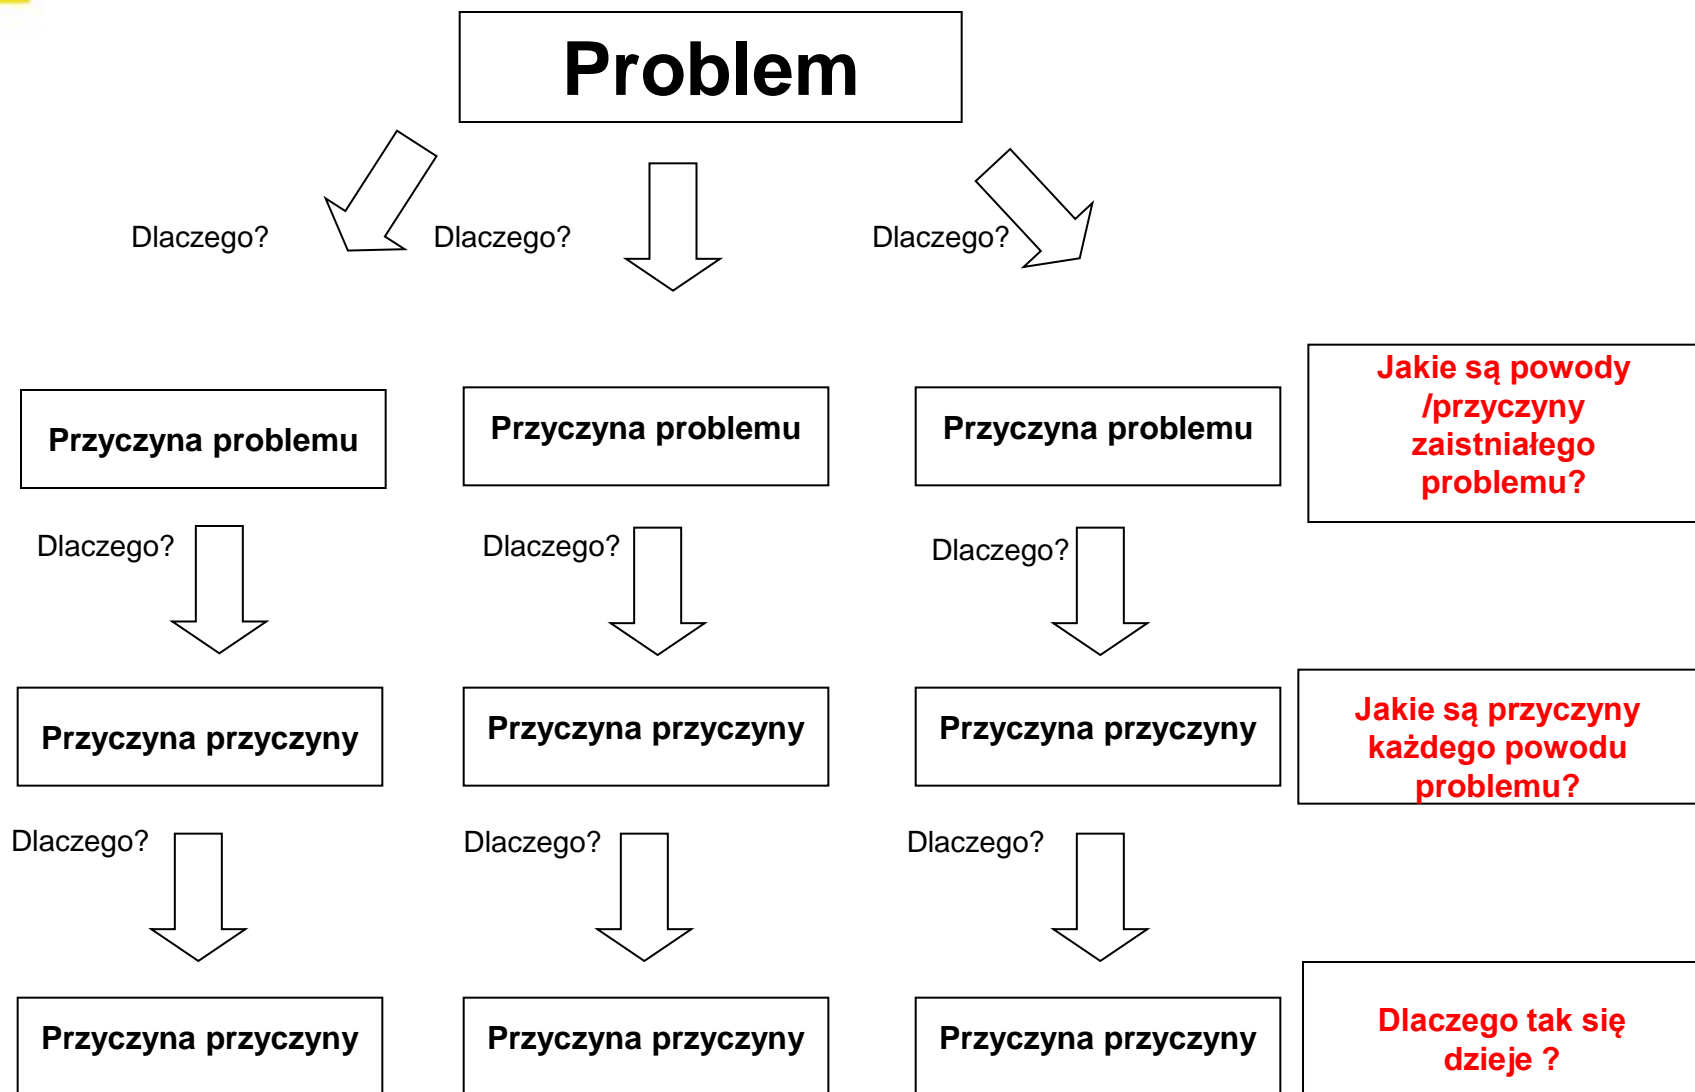 Problem
Dlaczego? Dlaczego? Dlaczego?
Przyczyna problemu Przyczyna problemu Przyczyna problemu
Jakie są powody
/przyczyny
zaistniałego
problemu?
Dlaczego? Dlaczego? Dlaczego?
Przyczyna przyczyny Przyczyna przyczyny Przyczyna przyczyny
Jakie są przyczyny
każdego powodu
problemu?
Dlaczego? Dlaczego? Dlaczego?
Przyczyna przyczyny Przyczyna przyczyny Przyczyna przyczyny
Dlaczego tak się
dzieje ?